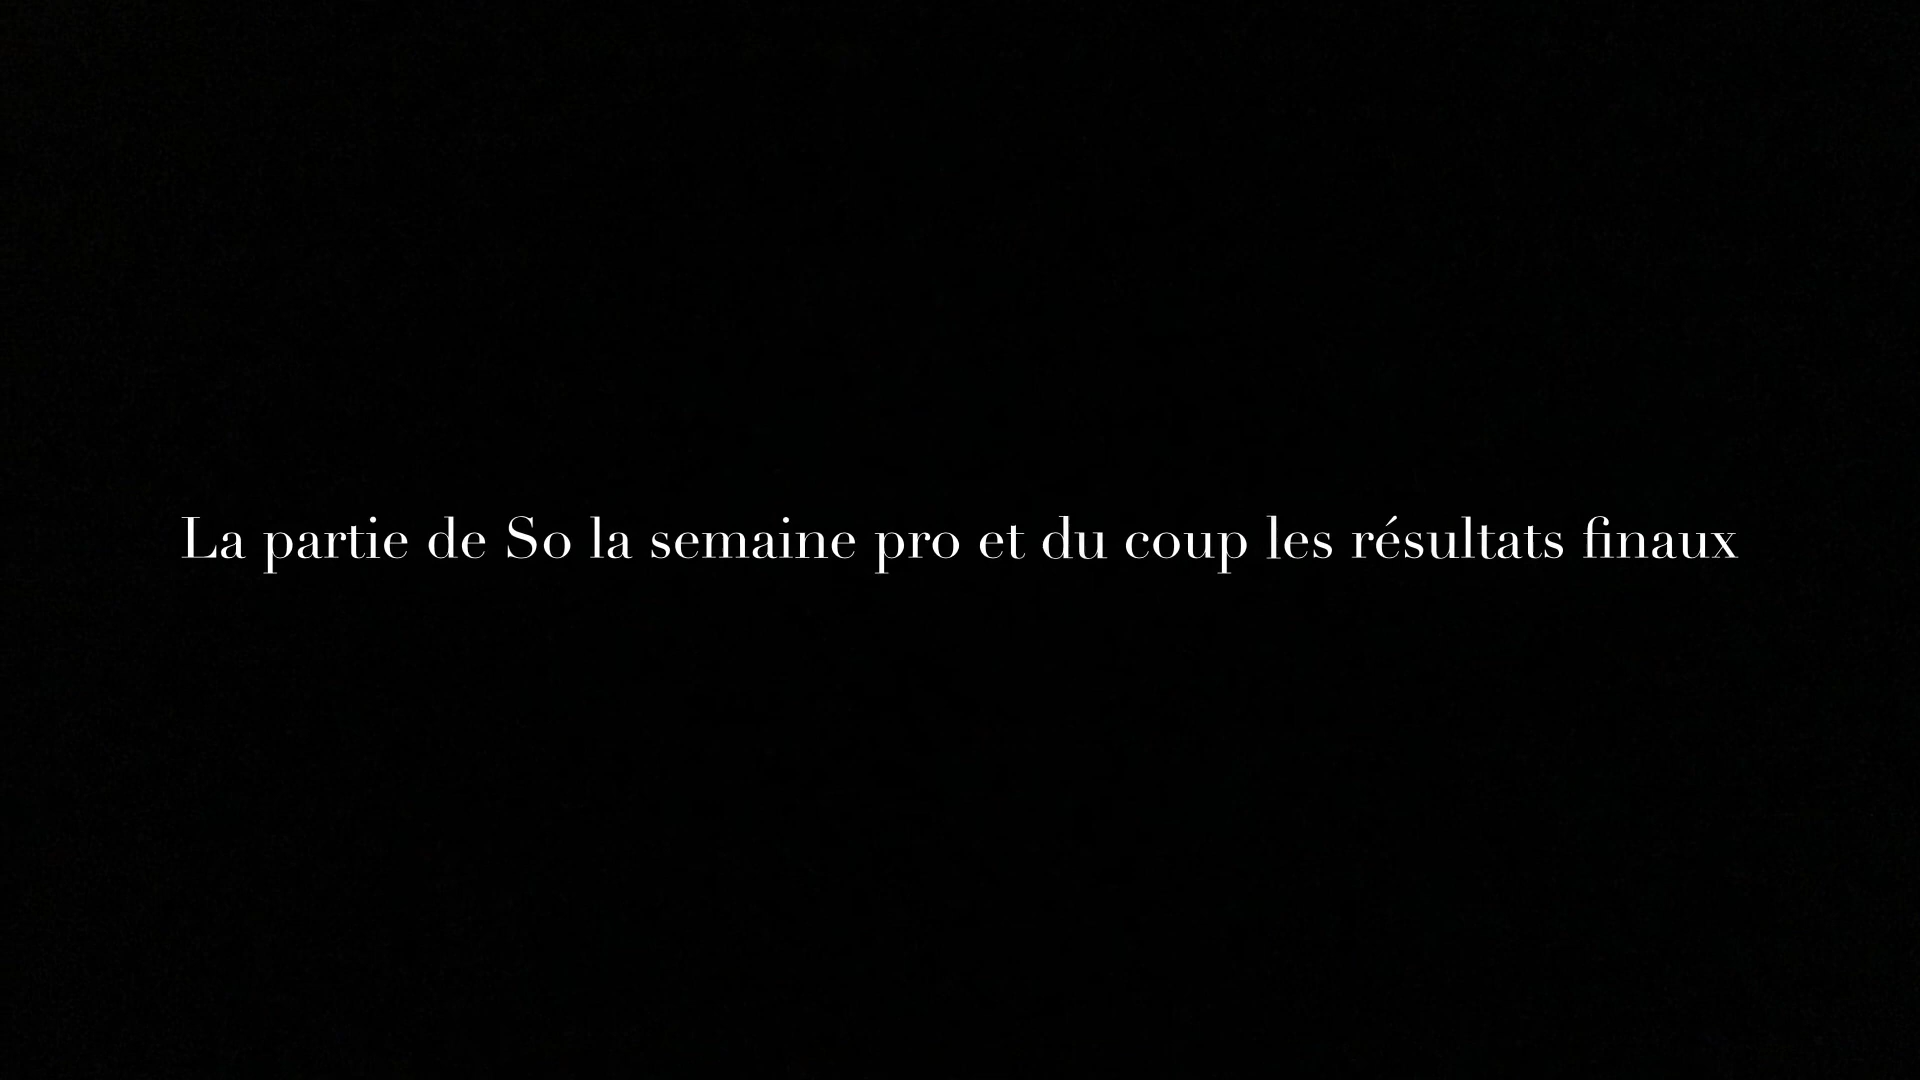 La partie de So la semaine pro et du coup les résultats finaux